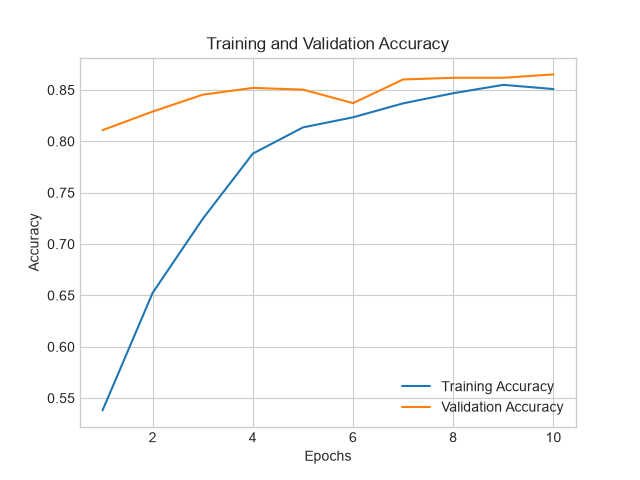 Training and Validation Accuracy
Accuracy
0.85
0.80
0.75
0.70
0.65
0.60
0.55
Training Accuracy
Validation Accuracy
2 4 6 8 10
Epochs